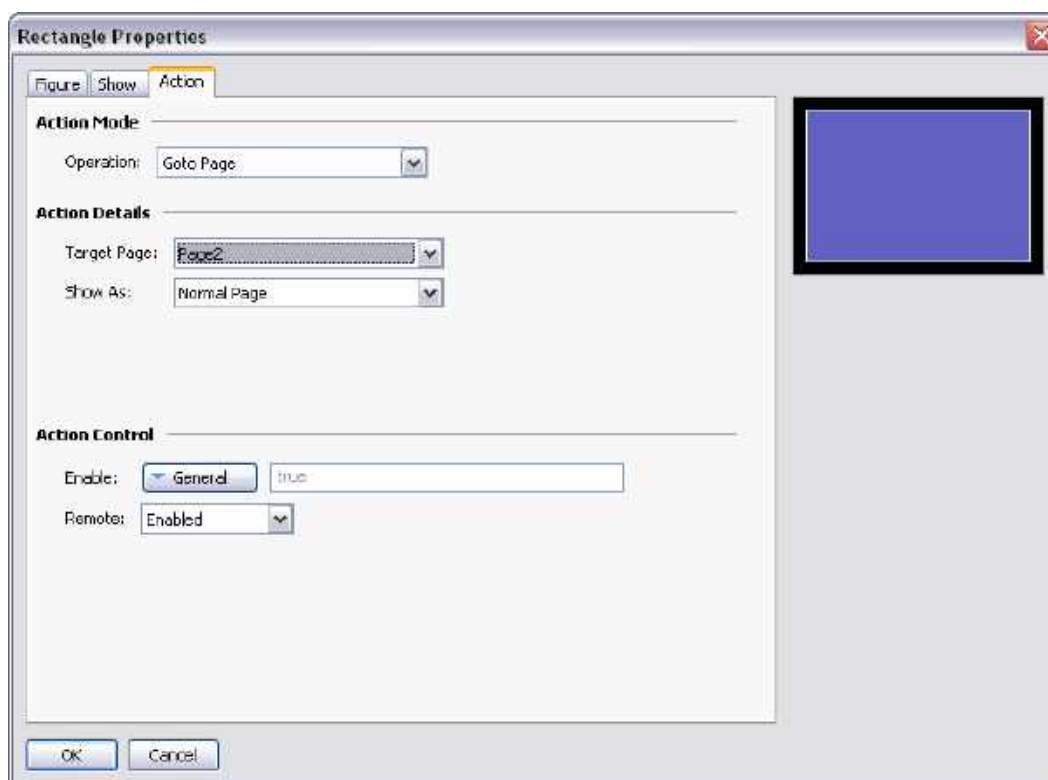 Rectangle Properties
Figure Show Action
Action Mode
Operation: Goto Page
Action Details
Target Page: Page2
Show As: Normal Page
Action Control
Enable: General true
Remote: Enabled
OK Cancel